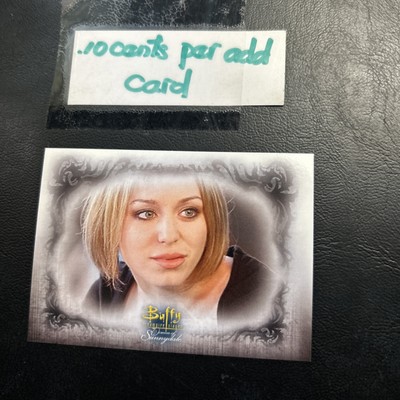 .10 cents per add
card
Buffy